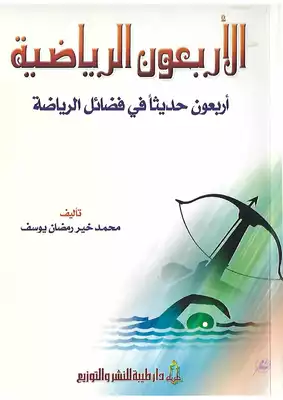 الأربعون الرياضية
أربعون حديثاً في فضائل الرياضة
تأليف
محمد خير رمضان يوسف
دار طيبة للنشر والتوزيع